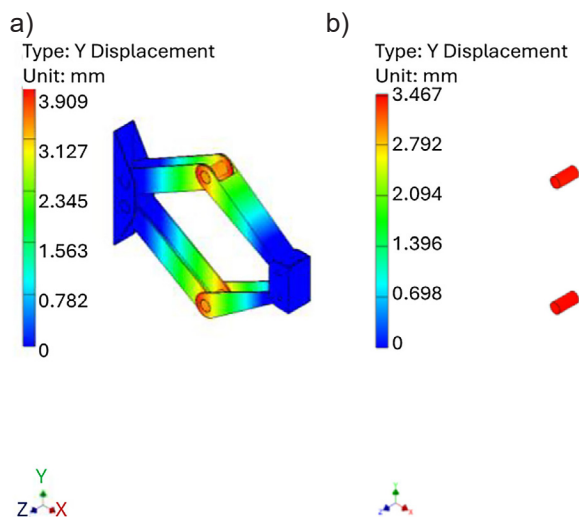 a)
Type: Y Displacement
Unit: mm
3.909
3.127
2.345
1.563
0.782
0
Y
Z
X
b)
Type: Y Displacement
Unit: mm
3.467
2.792
2.094
1.396
0.698
0
Y
Z
X